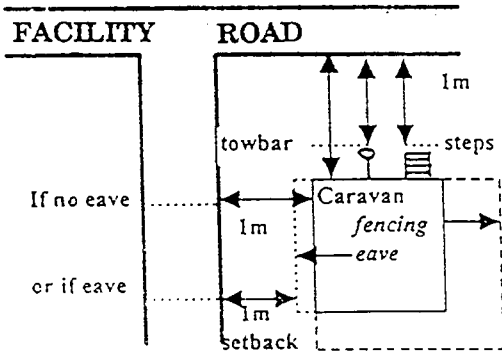 FACILITY ROAD
1m
towbar steps
If no eave
Caravan
1m
fencing
eave
or if eave
1m
setback